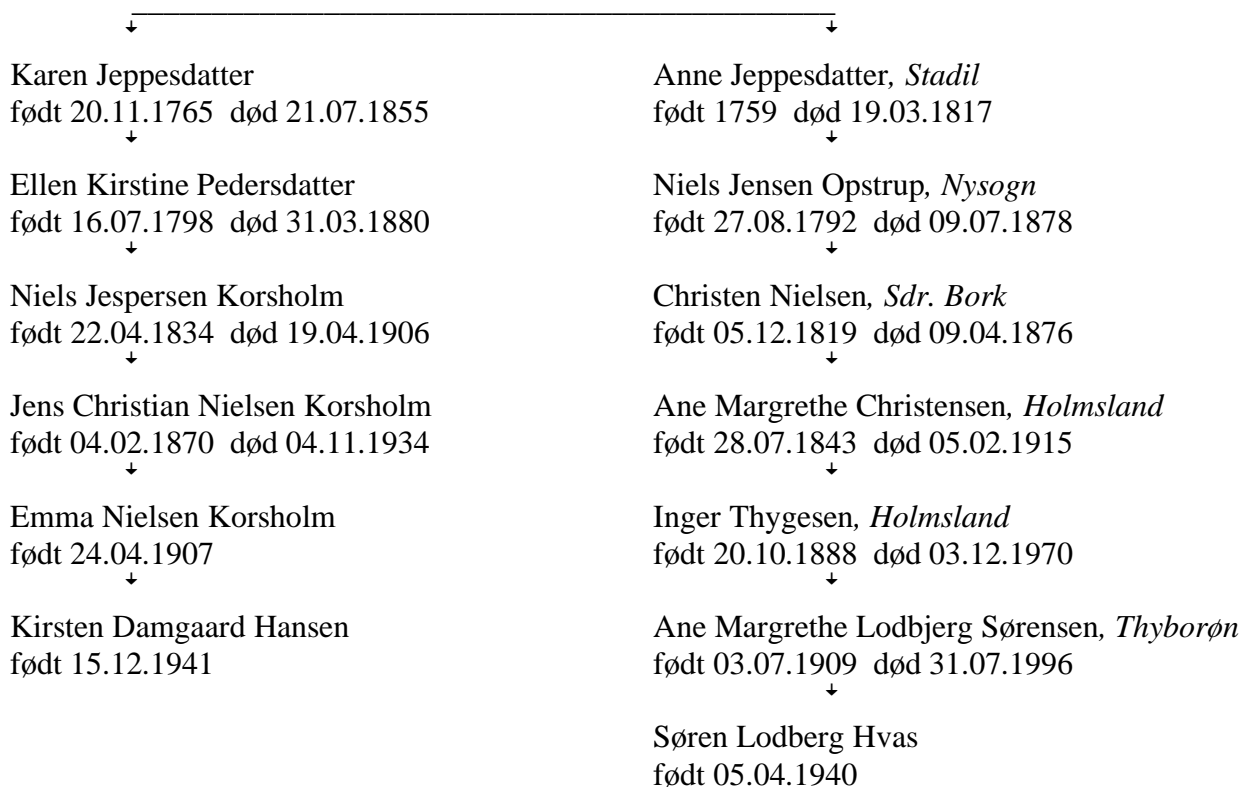 Karen Jeppesdatter
født 20.11.1765 død 21.07.1855
Ellen Kirstine Pedersdatter
født 16.07.1798 død 31.03.1880
Niels Jespersen Korsholm
født 22.04.1834 død 19.04.1906
Jens Christian Nielsen Korsholm
født 04.02.1870 død 04.11.1934
Emma Nielsen Korsholm
født 24.04.1907
Kirsten Damgaard Hansen
født 15.12.1941
Anne Jeppesdatter, Stadil
født 1759 død 19.03.1817
Niels Jensen Opstrup, Nysogn
født 27.08.1792 død 09.07.1878
Christen Nielsen, Sdr. Bork
født 05.12.1819 død 09.04.1876
Ane Margrethe Christensen, Holmsland
født 28.07.1843 død 05.02.1915
Inger Thygesen, Holmsland
født 20.10.1888 død 03.12.1970
Ane Margrethe Lodbjerg Sørensen, Thyborøn
født 03.07.1909 død 31.07.1996
Søren Lodberg Hvas
født 05.04.1940